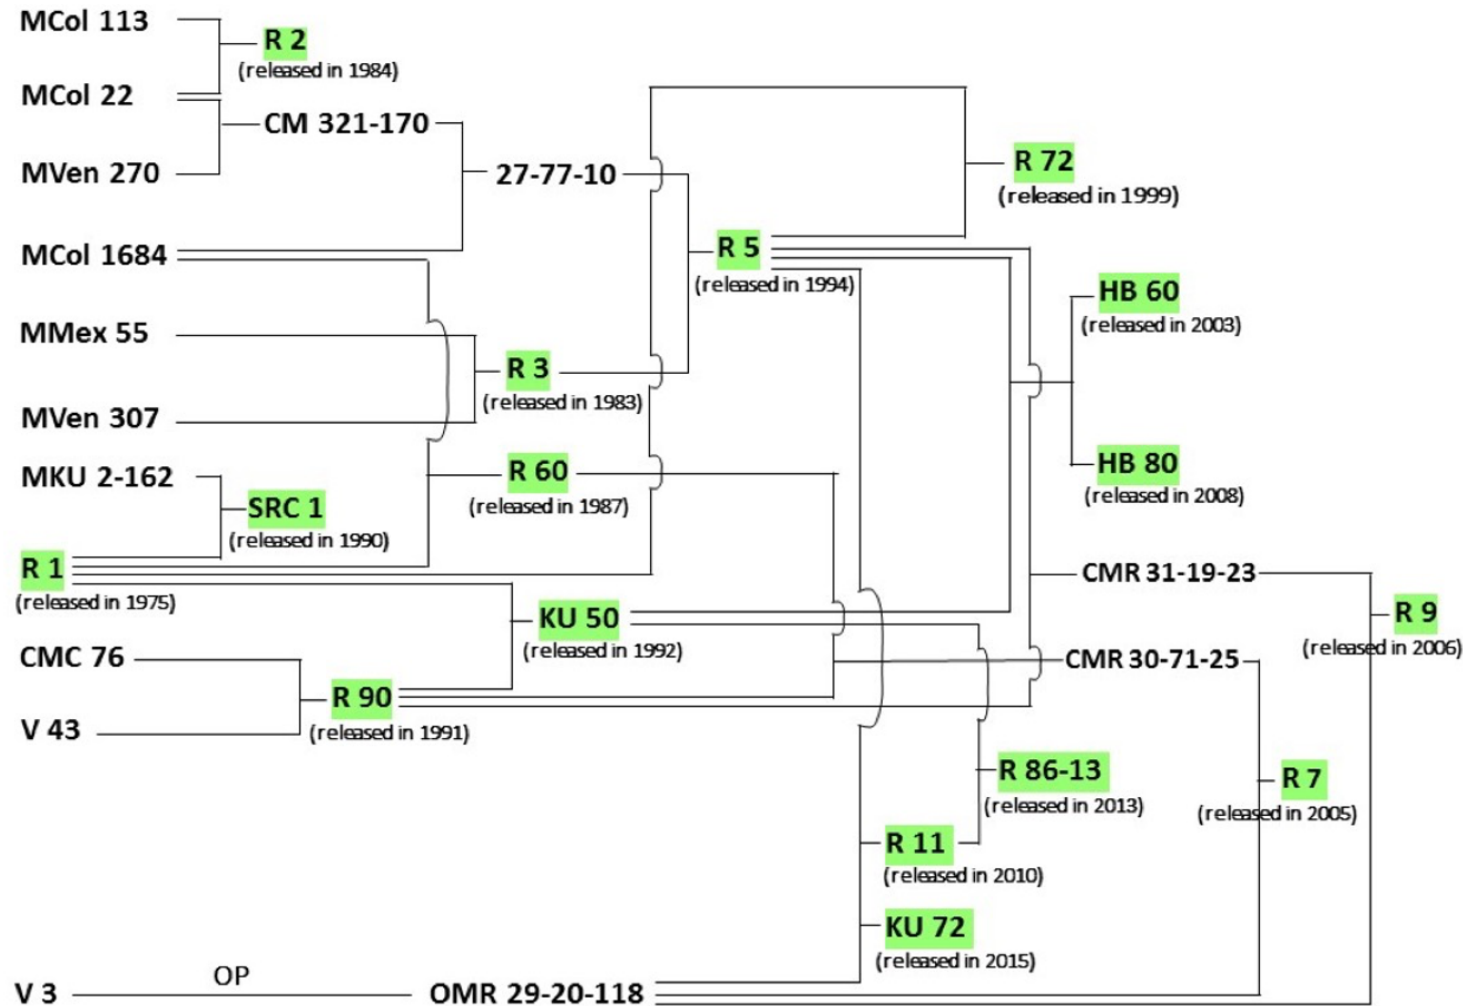 MCol 113
R 2
(released in 1984)
MCol 22
CM 321-170
MVen 270
27-77-10
R 72
(released in 1999)
MCol 1684
R 5
(released in 1994)
HB 60
(released in 2003)
MMex 55
R 3
(released in 1983)
MVen 307
MKU 2-162
R 60
(released in 1987)
HB 80
(released in 2008)
SRC 1
(released in 1990)
R 1
(released in 1975)
CMR 31-19-23
KU 50
(released in 1992)
R 9
(released in 2006)
CMC 76
CMR 30-71-25
R 90
(released in 1991)
V 43
R 86-13
(released in 2013)
R 7
(released in 2005)
R 11
(released in 2010)
KU 72
(released in 2015)
V 3
OP
OMR 29-20-118